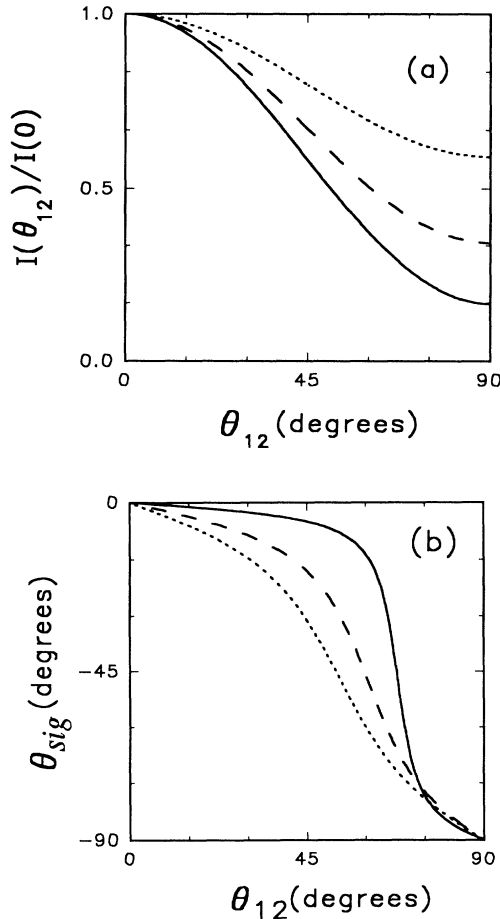 1.0
(a)
0.5
I(θ₁₂)/I(0)
0.0
0 45 90
θ₁₂(degrees)
0
(b)
-45
θsig(degrees)
-90
0 45 90
θ₁₂(degrees)